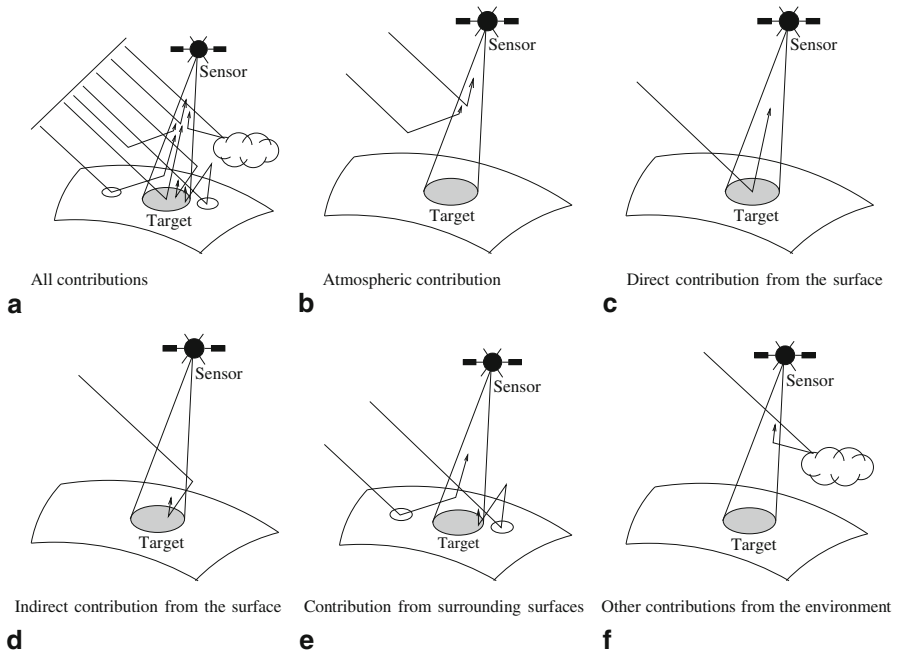 Sensor
Target
All contributions
a
Sensor
Target
Atmospheric contribution
b
Sensor
Target
Direct contribution from the surface
c
Sensor
Target
Indirect contribution from the surface
d
Sensor
Target
Contribution from surrounding surfaces
e
Sensor
Target
Other contributions from the environment
f